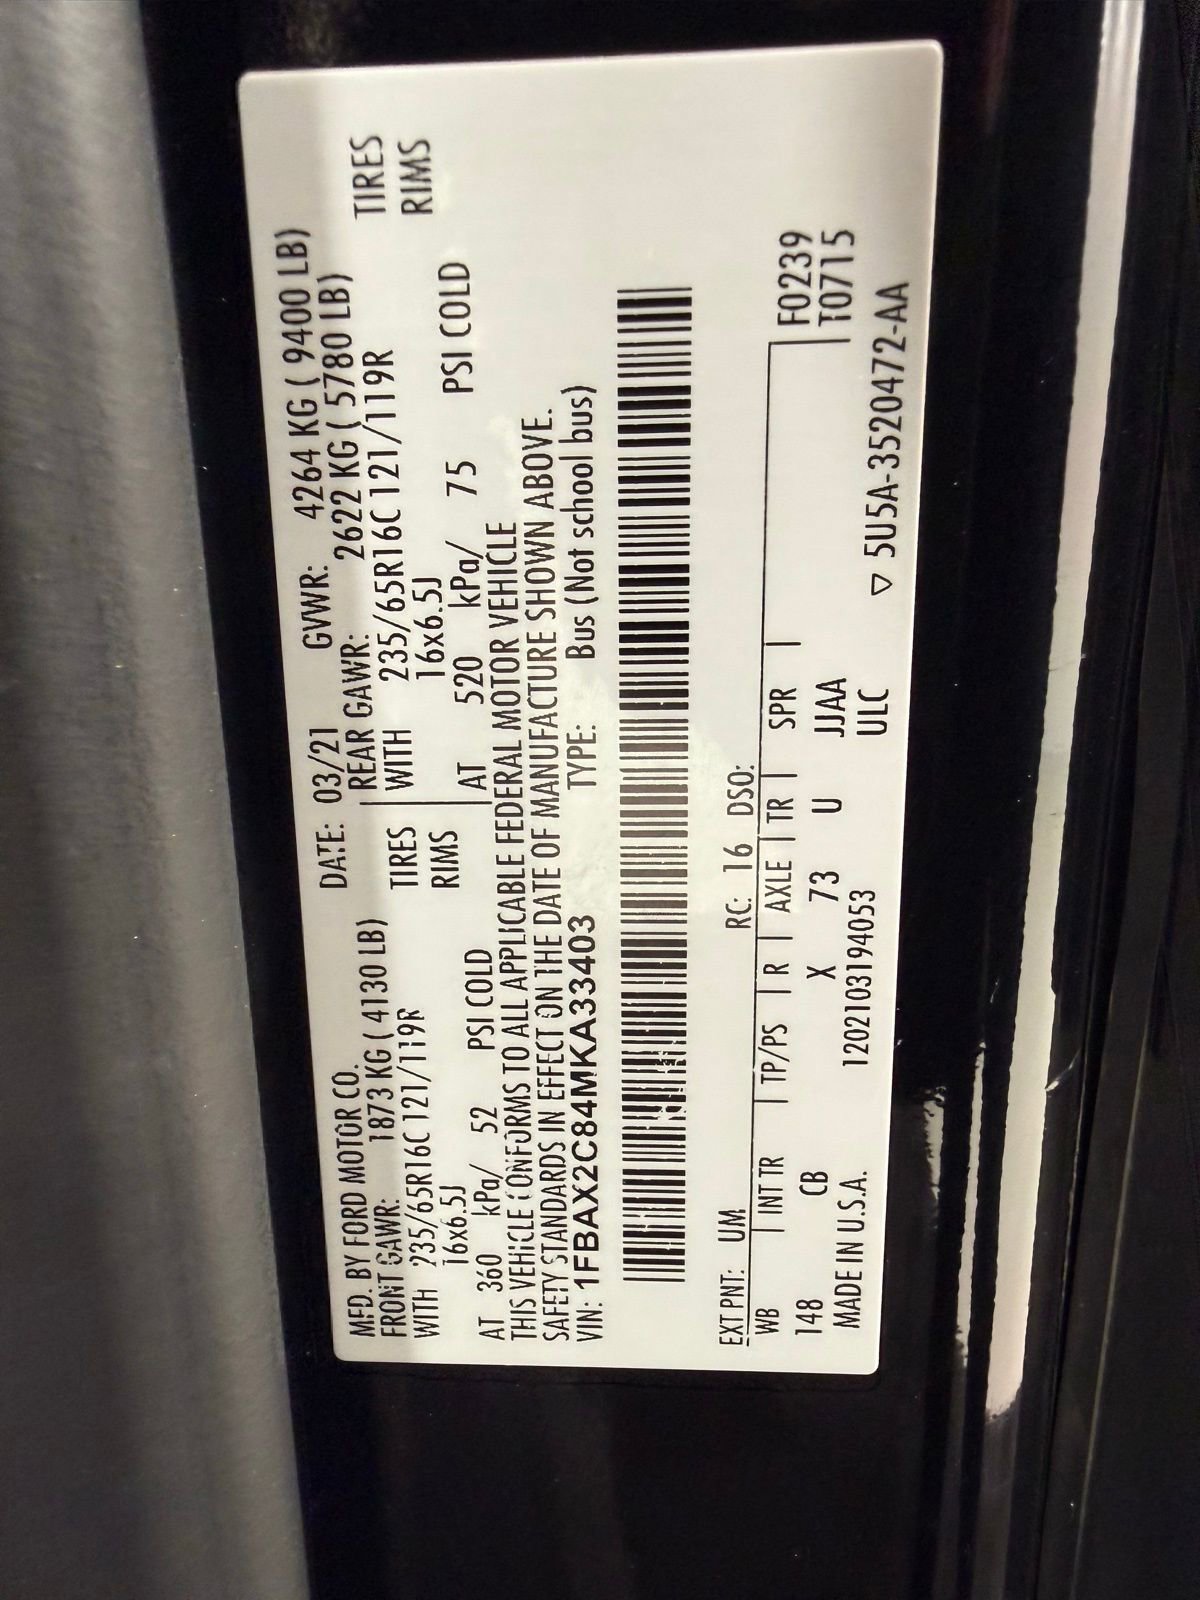 MFD. BY FORD MOTOR CO. DATE: 03/21 GVWR: 4264 KG ( 9400 LB)
FRONT GAWR: 1873 KG ( 4130 LB) REAR GAWR: 2622 KG ( 5780 LB)
WITH 235/65R16C 121/119R TIRES WITH 235/65R16C 121/119R TIRES
16x6.5J RIMS 16x6.5J RIMS
AT 360 kPa/ 52 PSI COLD AT 520 kPa/ 75 PSI COLD
THIS VEHICLE CONFORMS TO ALL APPLICABLE FEDERAL MOTOR VEHICLE
SAFETY STANDARDS IN EFFECT ON THE DATE OF MANUFACTURE SHOWN ABOVE.
VIN: 1FBAX2C84MKA33403 TYPE: Bus (Not school bus)
EXT PNT: UM RC: 16 DSO:
WB INT TR TP/PS R AXLE TR SPR F0239
148 CB X 73 U JJAA T0715
MADE IN U.S.A. 120210319405​3 ULC
▽ 5U5A-3520472-AA